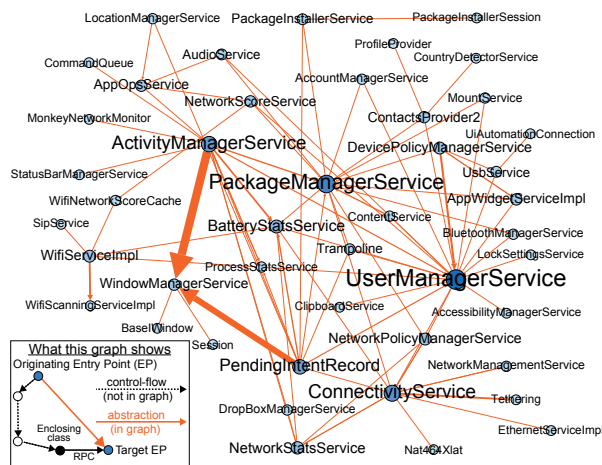 LocationManagerService
PackageInstallerService
PackageInstallerSession
AudioService
ProfileProvider
CountryDetectorService
CommandQueue
AppOpsService
AccountManagerService
NetworkScoreService
MountService
MonkeyNetworkMonitor
ContactsProvider2
UiAutomationConnection
ActivityManagerService
DevicePolicyManagerService
StatusBarManagerService
PackageManagerService
UsbService
WifiNetworkScoreCache
AppWidgetServiceImpl
SipService
ContentService
BatteryStatsService
BluetoothManagerService
WifiServiceImpl
Trampoline
LockSettingsService
ProcessStatsService
UserManagerService
WindowManagerService
WifiScanningServiceImpl
ClipboardService
AccessibilityManagerService
BaseIWindow
NetworkPolicyManagerService
Session
PendingIntentRecord
NetworkManagementService
ConnectivityService
Tethering
DropBoxManagerService
EthernetServiceImpl
NetworkStatsService
Nat464Xlat
What this graph shows
Originating Entry Point (EP)
control-flow
(not in graph)
abstraction
(in graph)
Enclosing
class
RPC
Target EP